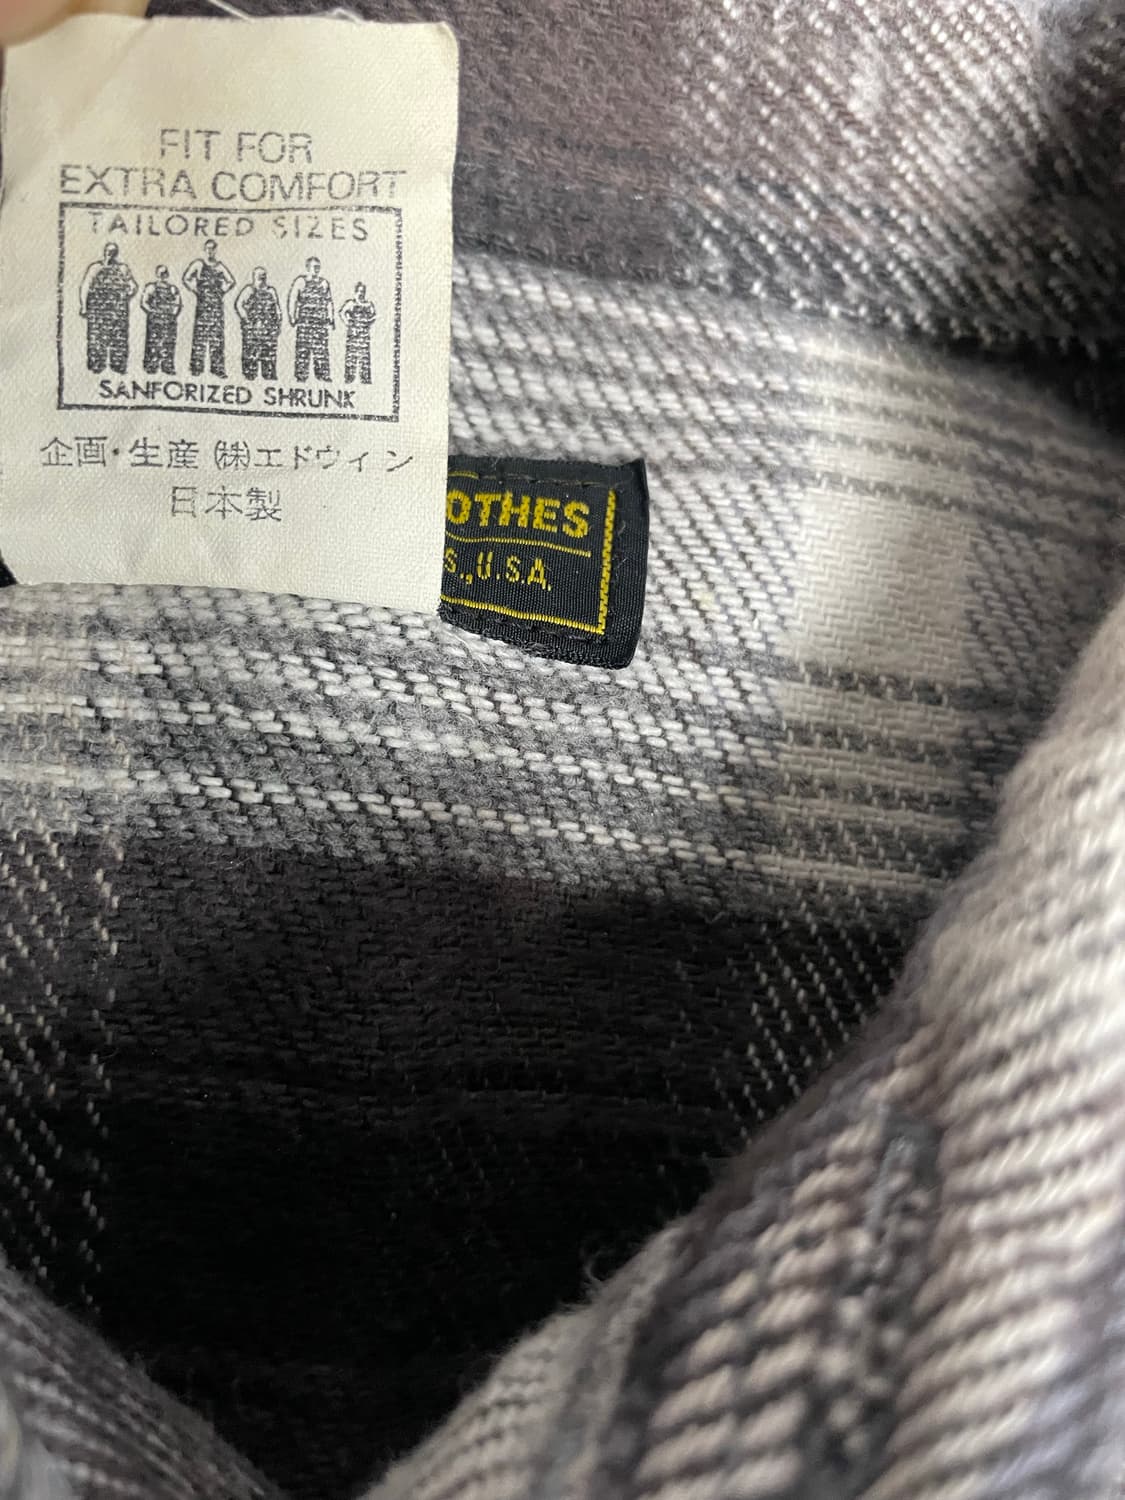 FIT FOR
EXTRA COMFORT
TAILORED SIZES
SANFORIZED SHRUNK
企画・生産 ㈱エドウィン
日本製
OTHES
S.,U.S.A.